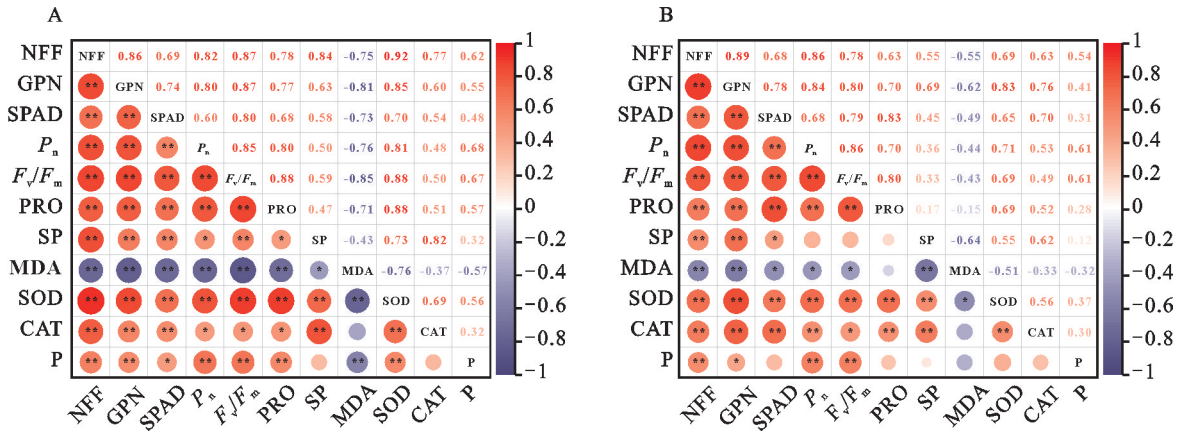 A
NFF NFF 0.86 0.69 0.82 0.87 0.78 0.84 -0.75 0.92 0.77 0.62
GPN ** GPN 0.74 0.80 0.87 0.77 0.63 -0.81 0.85 0.60 0.55
SPAD ** ** SPAD 0.60 0.80 0.68 0.58 -0.73 0.70 0.54 0.48
Pn ** ** ** Pn 0.85 0.80 0.50 -0.76 0.81 0.48 0.68
Fv/Fm ** ** ** ** Fv/Fm 0.88 0.59 -0.85 0.88 0.50 0.67
PRO ** ** ** ** ** PRO 0.47 -0.71 0.88 0.51 0.57
SP ** ** ** * ** * SP -0.43 0.73 0.82 0.32
MDA ** ** ** ** ** ** * MDA -0.76 -0.37 -0.57
SOD ** ** ** ** ** ** ** ** SOD 0.69 0.56
CAT ** ** ** * * * ** ** CAT 0.32
P ** ** * ** ** ** ** ** P
NFF GPN SPAD Pn Fv/Fm PRO SP MDA SOD CAT P
1
0.8
0.6
0.4
0.2
0
−0.2
−0.4
−0.6
−0.8
−1
B
NFF NFF 0.89 0.68 0.86 0.78 0.63 0.55 -0.55 0.69 0.63 0.54
GPN ** GPN 0.78 0.84 0.80 0.70 0.69 -0.62 0.83 0.76 0.41
SPAD ** ** SPAD 0.68 0.79 0.83 0.45 -0.49 0.65 0.70 0.31
Pn ** ** ** Pn 0.86 0.70 0.36 -0.44 0.71 0.53 0.61
Fv/Fm ** ** ** ** Fv/Fm 0.80 0.33 -0.43 0.69 0.49 0.61
PRO ** ** ** ** ** PRO 0.17 -0.15 0.69 0.52 0.28
SP ** ** * SP -0.64 0.55 0.62 0.12
MDA ** ** ** * * ** MDA -0.51 -0.33 -0.32
SOD ** ** ** ** ** ** ** * SOD 0.56 0.37
CAT ** ** ** ** ** ** ** ** CAT 0.30
P ** * ** ** P
NFF GPN SPAD Pn Fv/Fm PRO SP MDA SOD CAT P
1
0.8
0.6
0.4
0.2
0
−0.2
−0.4
−0.6
−0.8
−1